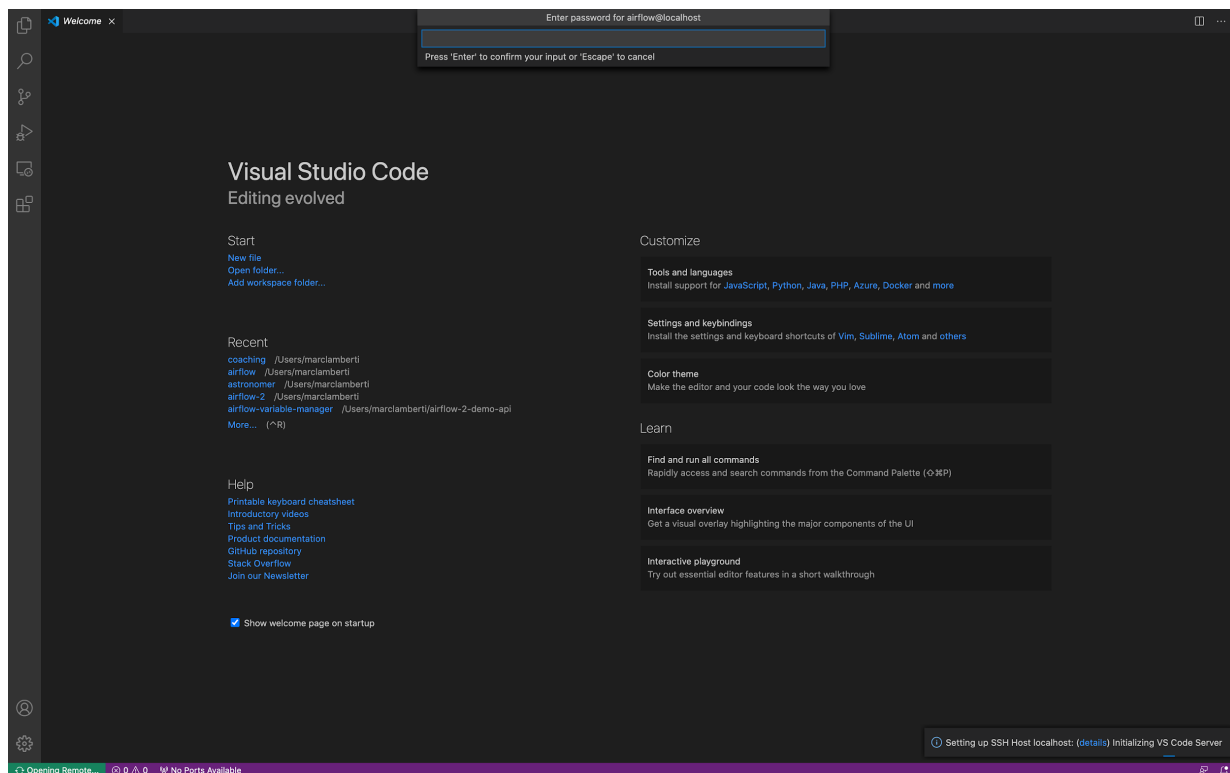 Welcome
Enter password for airflow@localhost
Press 'Enter' to confirm your input or 'Escape' to cancel
Visual Studio Code
Editing evolved
Start
New file
Open folder...
Add workspace folder...
Recent
coaching /Users/marclamberti
airflow /Users/marclamberti
astronomer /Users/marclamberti
airflow-2 /Users/marclamberti
airflow-variable-manager /Users/marclamberti/airflow-2-demo-api
More... (^R)
Help
Printable keyboard cheatsheet
Introductory videos
Tips and Tricks
Product documentation
GitHub repository
Stack Overflow
Join our Newsletter
Show welcome page on startup
Customize
Tools and languages
Install support for JavaScript, Python, Java, PHP, Azure, Docker and more
Settings and keybindings
Install the settings and keyboard shortcuts of Vim, Sublime, Atom and others
Color theme
Make the editor and your code look the way you love
Learn
Find and run all commands
Rapidly access and search commands from the Command Palette (⇧⌘P)
Interface overview
Get a visual overlay highlighting the major components of the UI
Interactive playground
Try out essential editor features in a short walkthrough
Setting up SSH Host localhost: (details) Initializing VS Code Server
Opening Remote... 0 0 No Ports Available